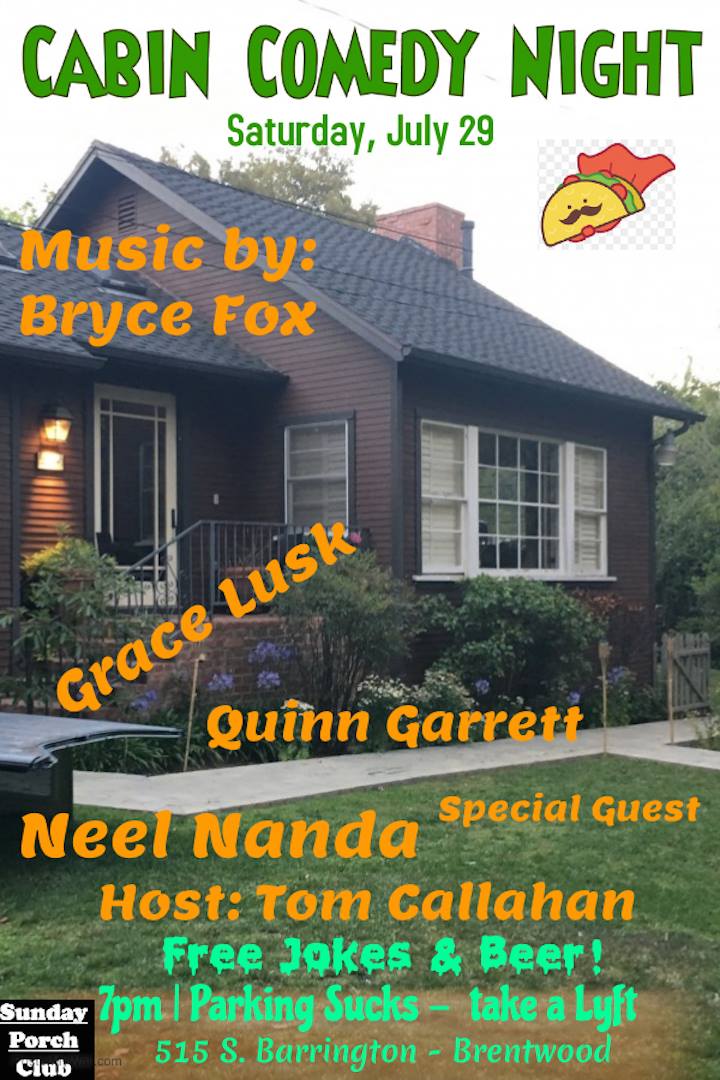 Cabin Comedy Night
Saturday, July 29
Music by:
Bryce Fox
Grace Lusk
Quinn Garrett
Special Guest
Neel Nanda
Host: Tom Callahan
Free Jokes & Beer!
7pm | Parking Sucks - take a Lyft
515 S. Barrington - Brentwood
Sunday
Porch
Club